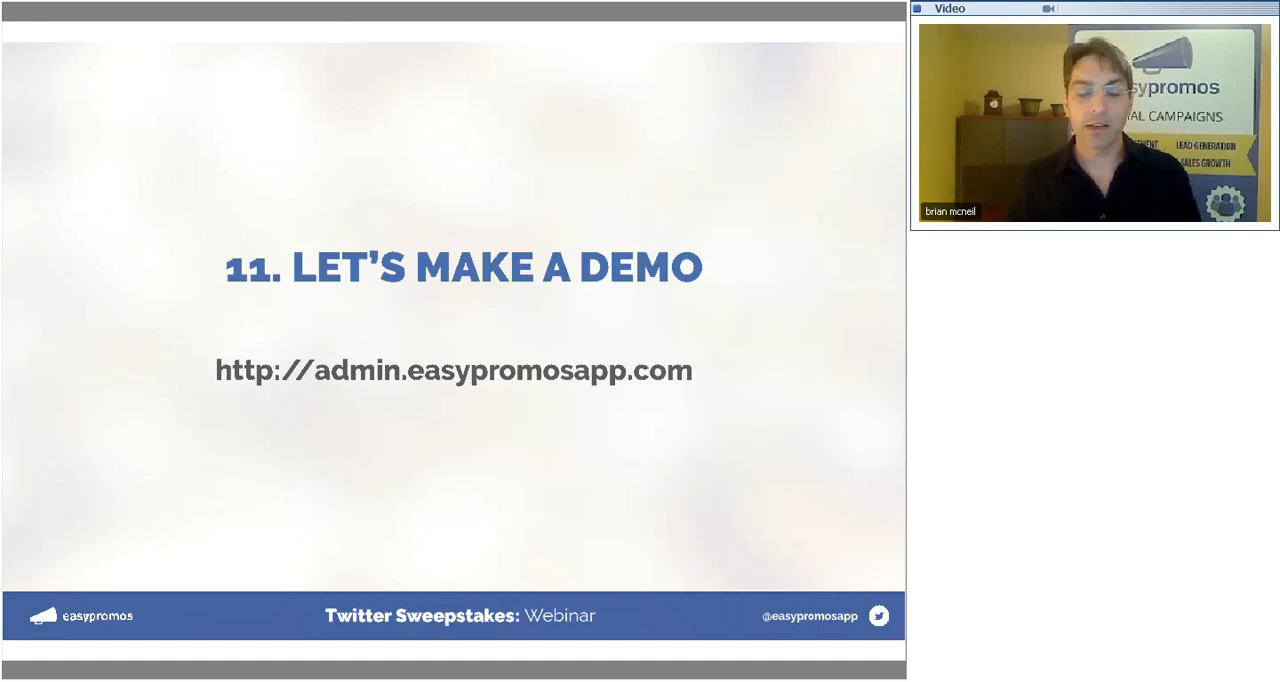 11. LET'S MAKE A DEMO
http://admin.easypromosapp.com
easypromos
Twitter Sweepstakes: Webinar
@easypromosapp
Video
sypromos
AL CAMPAIGNS
LEAD GENERATION
SALES GROWTH
brian mcneil